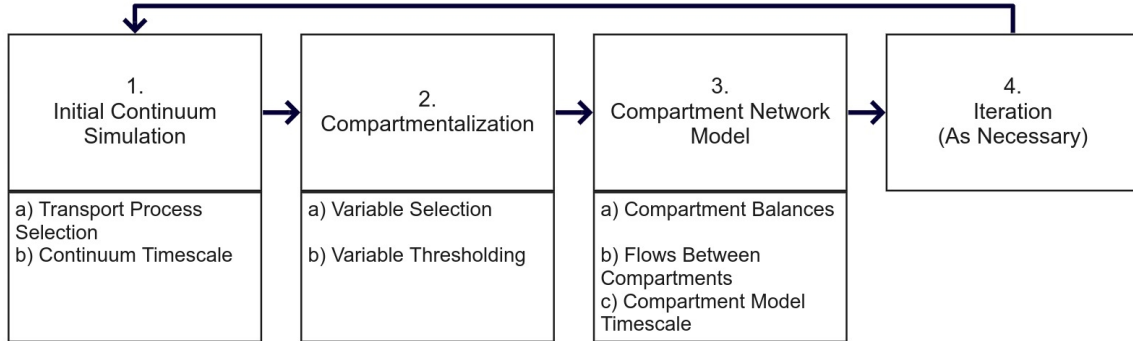 1.
Initial Continuum
Simulation
a) Transport Process
Selection
b) Continuum Timescale
2.
Compartmentalization
a) Variable Selection
b) Variable Thresholding
3.
Compartment Network
Model
a) Compartment Balances
b) Flows Between
Compartments
c) Compartment Model
Timescale
4.
Iteration
(As Necessary)